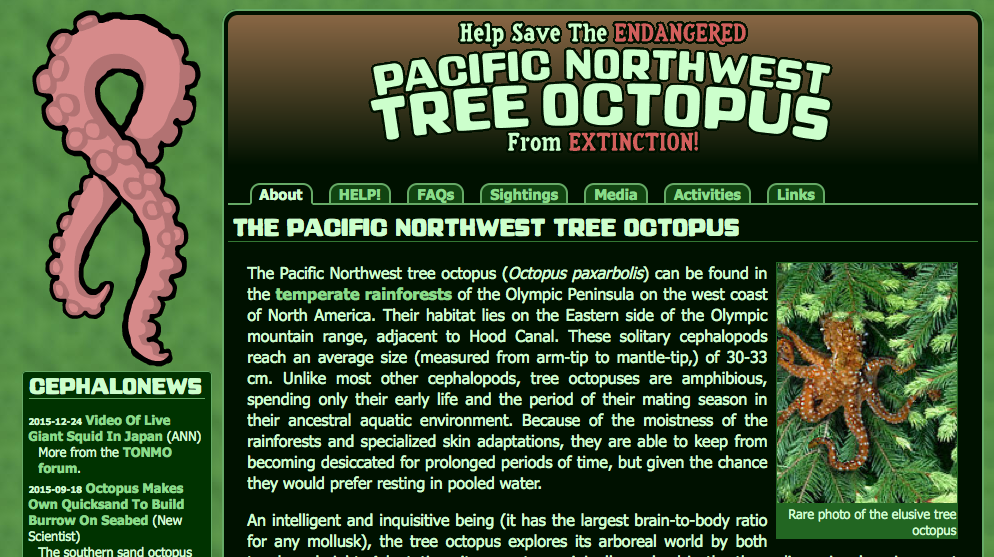 Help Save The ENDANGERED
PACIFIC NORTHWEST
TREE OCTOPUS
From EXTINCTION!
About
HELP!
FAQs
Sightings
Media
Activities
Links
THE PACIFIC NORTHWEST TREE OCTOPUS
The Pacific Northwest tree octopus (Octopus paxarbolis) can be found in
the temperate rainforests of the Olympic Peninsula on the west coast
of North America. Their habitat lies on the Eastern side of the Olympic
mountain range, adjacent to Hood Canal. These solitary cephalopods
reach an average size (measured from arm-tip to mantle-tip,) of 30-33
cm. Unlike most other cephalopods, tree octopuses are amphibious,
spending only their early life and the period of their mating season in
their ancestral aquatic environment. Because of the moistness of the
rainforests and specialized skin adaptations, they are able to keep from
becoming desiccated for prolonged periods of time, but given the chance
they would prefer resting in pooled water.
An intelligent and inquisitive being (it has the largest brain-to-body ratio
for any mollusk), the tree octopus explores its arboreal world by both
Rare photo of the elusive tree
octopus
CEPHALONEWS
2015-12-24 Video Of Live
Giant Squid In Japan (ANN)
More from the TONMO
forum.
2015-09-18 Octopus Makes
Own Quicksand To Build
Burrow On Seabed (New
Scientist)
The southern sand octopus